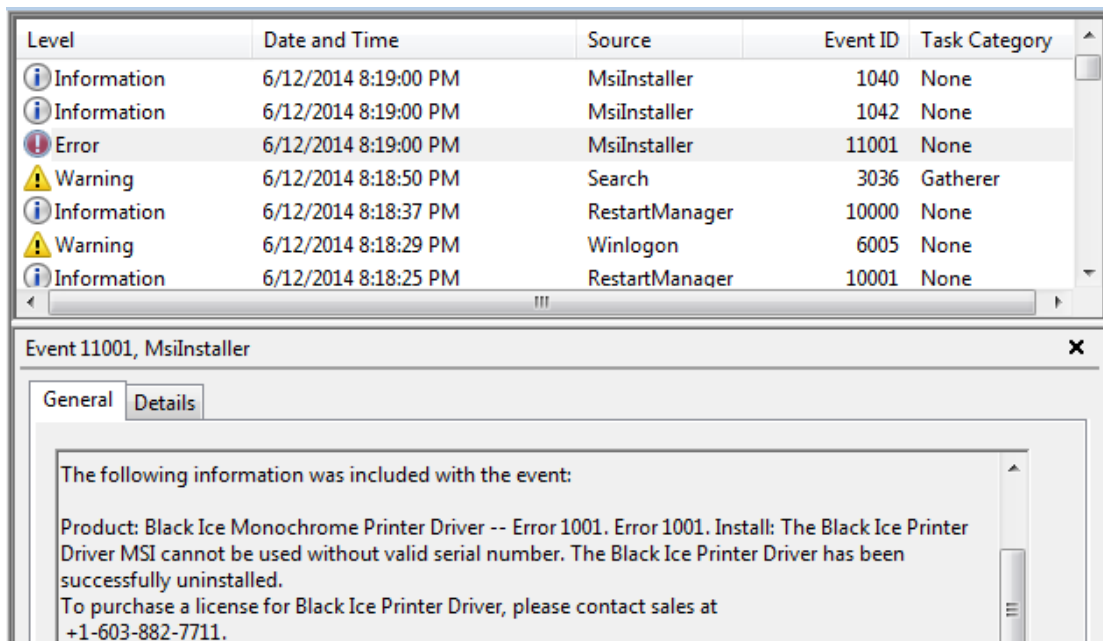 Level Date and Time Source Event ID Task Category
Information 6/12/2014 8:19:00 PM MsiInstaller 1040 None
Information 6/12/2014 8:19:00 PM MsiInstaller 1042 None
Error 6/12/2014 8:19:00 PM MsiInstaller 11001 None
Warning 6/12/2014 8:18:50 PM Search 3036 Gatherer
Information 6/12/2014 8:18:37 PM RestartManager 10000 None
Warning 6/12/2014 8:18:29 PM Winlogon 6005 None
Information 6/12/2014 8:18:25 PM RestartManager 10001 None
Event 11001, MsiInstaller
General Details
The following information was included with the event:
Product: Black Ice Monochrome Printer Driver -- Error 1001. Error 1001. Install: The Black Ice Printer
Driver MSI cannot be used without valid serial number. The Black Ice Printer Driver has been
successfully uninstalled.
To purchase a license for Black Ice Printer Driver, please contact sales at
+1-603-882-7711.